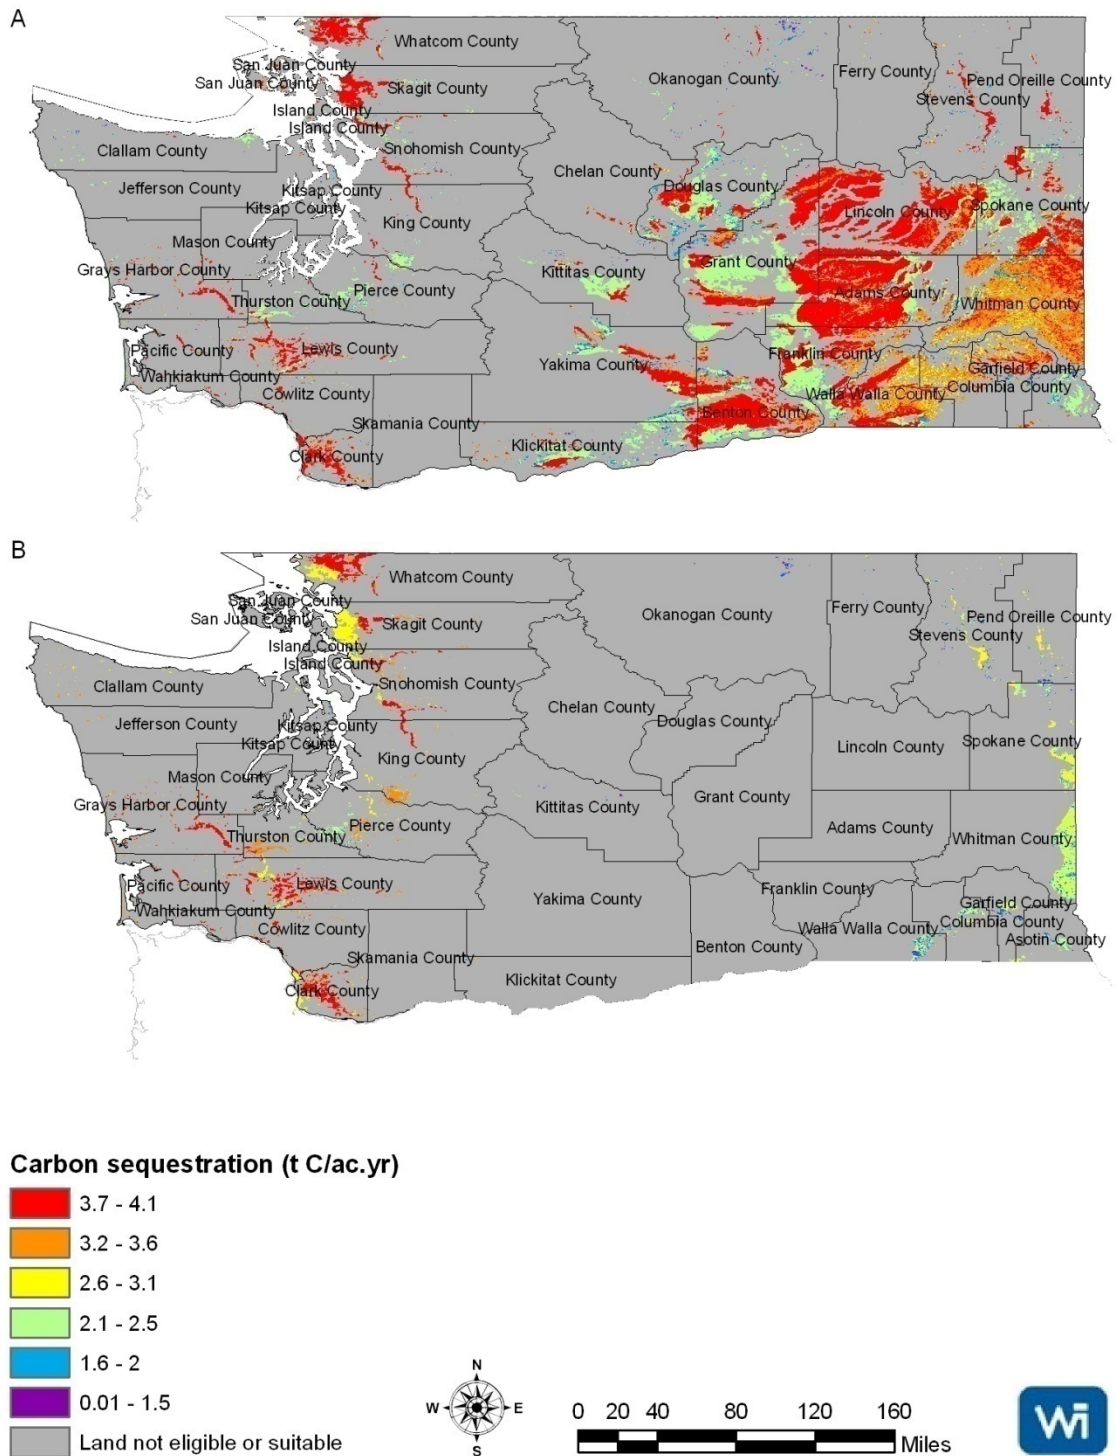 A
Whatcom County
San Juan County
San Juan County
Skagit County
Island County
Island County
Okanogan County
Ferry County
Pend Oreille County
Stevens County
Clallam County
Snohomish County
Chelan County
Douglas County
Jefferson County
Kitsap County
Kitsap County
King County
Lincoln County
Spokane County
Mason County
Grays Harbor County
Kittitas County
Grant County
Thurston County
Pierce County
Adams County
Whitman County
Pacific County
Lewis County
Yakima County
Franklin County
Garfield County
Wahkiakum County
Cowlitz County
Walla Walla County
Columbia County
Skamania County
Benton County
Clark County
Klickitat County
B
Whatcom County
San Juan County
San Juan County
Skagit County
Island County
Island County
Okanogan County
Ferry County
Pend Oreille County
Stevens County
Clallam County
Snohomish County
Chelan County
Douglas County
Jefferson County
Kitsap County
Kitsap County
King County
Lincoln County
Spokane County
Mason County
Grays Harbor County
Kittitas County
Grant County
Thurston County
Pierce County
Adams County
Whitman County
Pacific County
Lewis County
Yakima County
Franklin County
Garfield County
Wahkiakum County
Cowlitz County
Walla Walla County
Columbia County
Asotin County
Skamania County
Benton County
Clark County
Klickitat County
Carbon sequestration (t C/ac.yr)
3.7 - 4.1
3.2 - 3.6
2.6 - 3.1
2.1 - 2.5
1.6 - 2
0.01 - 1.5
Land not eligible or suitable
N
W E
S
0 20 40 80 120 160
Miles
Wi